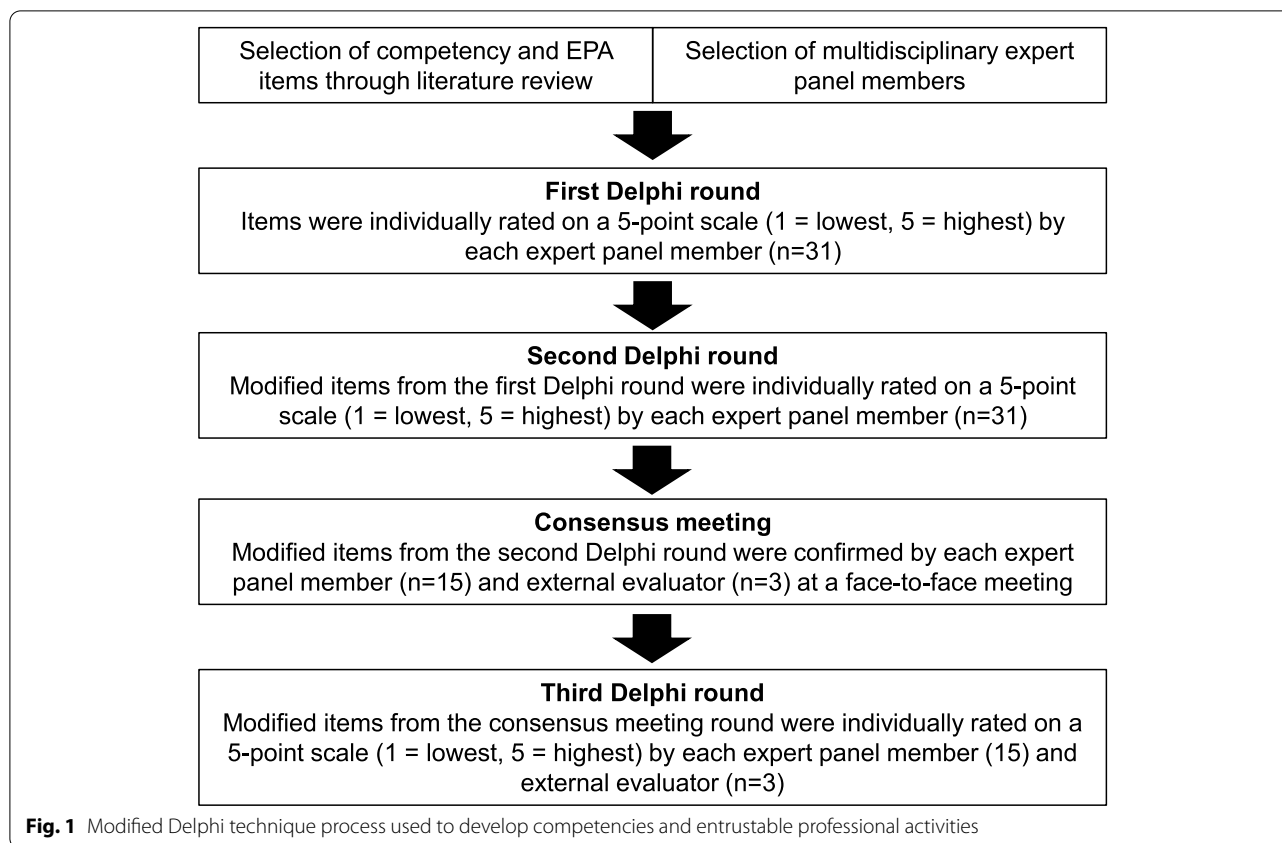 Selection of competency and EPA
items through literature review
Selection of multidisciplinary expert
panel members
First Delphi round
Items were individually rated on a 5-point scale (1 = lowest, 5 = highest) by
each expert panel member (n=31)
Second Delphi round
Modified items from the first Delphi round were individually rated on a 5-point
scale (1 = lowest, 5 = highest) by each expert panel member (n=31)
Consensus meeting
Modified items from the second Delphi round were confirmed by each expert
panel member (n=15) and external evaluator (n=3) at a face-to-face meeting
Third Delphi round
Modified items from the consensus meeting round were individually rated on a
5-point scale (1 = lowest, 5 = highest) by each expert panel member (15) and
external evaluator (n=3)
Fig. 1 Modified Delphi technique process used to develop competencies and entrustable professional activities